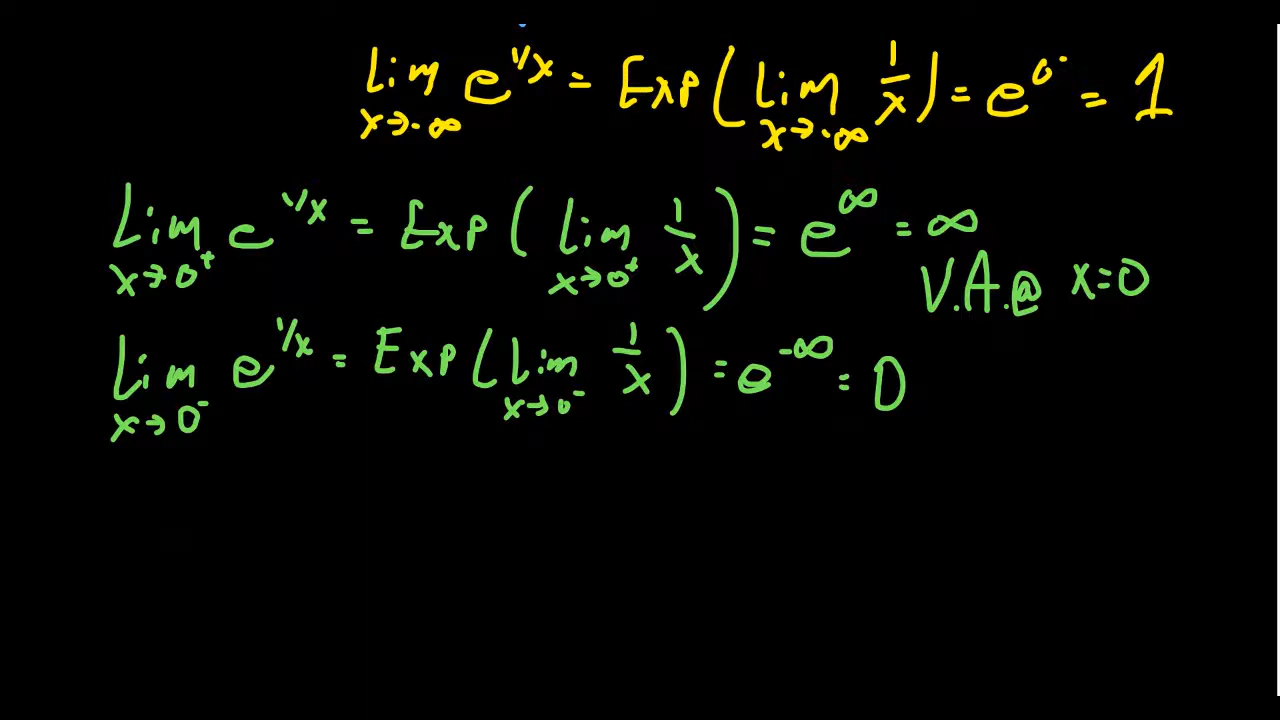 lim x→-∞ e^1/x = Exp(lim x→-∞ 1/x) = e^0⁻ = 1
Lim x→0⁺ e^1/x = Exp(lim x→0⁺ 1/x) = e^∞ = ∞
V.A.@ x=0
Lim x→0⁻ e^1/x = Exp(lim x→0⁻ 1/x) = e^-∞ = 0